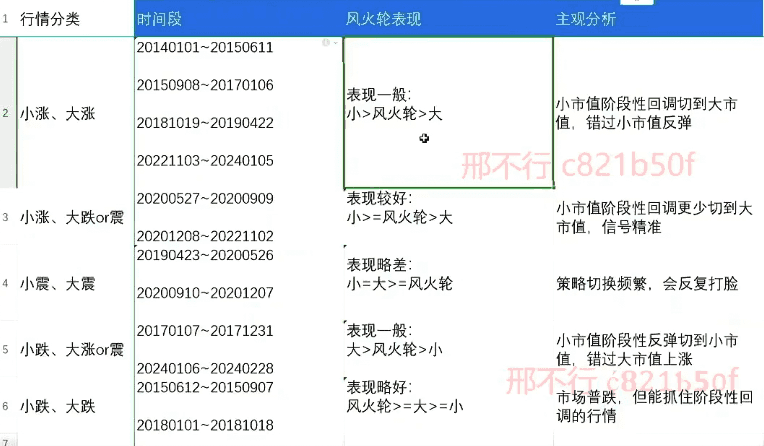 1 行情分类 时间段 风火轮表现 主观分析
20140101~20150611
20150908~20170106
表现一般:
小市值阶段性回调切到大市
2 小涨、大涨
小>风火轮>大
值，错过小市值反弹
20181019~20190422
邢不行 c821b50f
20221103~20240105
20200527~20200909
表现较好:
小市值阶段性回调更少切到大
3 小涨、大跌or震
小>=风火轮>大
市值，信号精准
20201208~20221102
20190423~20200526
表现略差:
4 小震、大震
小=大>=风火轮
策略切换频繁，会反复打脸
20200910~20201207
20170107~20171231
表现一般:
小市值阶段性反弹切到小市
5 小跌、大涨or震
大>风火轮>小
值，错过大市值上涨
20240106~20240228
邢不行 c821b50f
20150612~20150907
表现略好:
市场普跌，但能抓住阶段性回
6 小跌、大跌
风火轮>=大>=小
调的行情
20180101~20181018
7